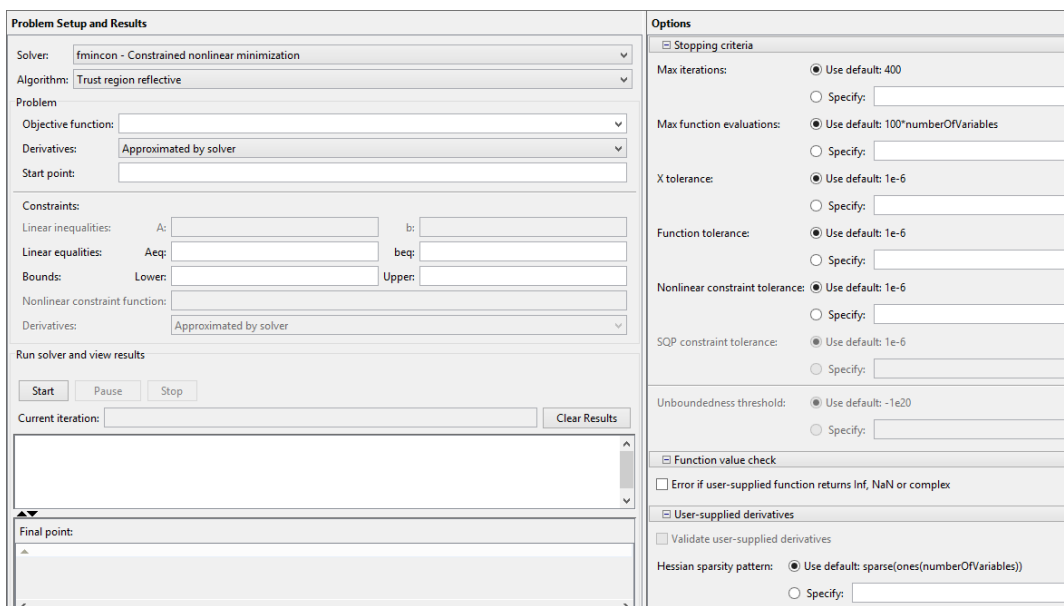 Problem Setup and Results
Solver: fmincon - Constrained nonlinear minimization
Algorithm: Trust region reflective
Problem
Objective function:
Derivatives: Approximated by solver
Start point:
Constraints:
Linear inequalities: A: b:
Linear equalities: Aeq: beq:
Bounds: Lower: Upper:
Nonlinear constraint function:
Derivatives: Approximated by solver
Run solver and view results
Start Pause Stop
Current iteration: Clear Results
Final point:
Options
Stopping criteria
Max iterations: Use default: 400
Specify:
Max function evaluations: Use default: 100*numberOfVariables
Specify:
X tolerance: Use default: 1e-6
Specify:
Function tolerance: Use default: 1e-6
Specify:
Nonlinear constraint tolerance: Use default: 1e-6
Specify:
SQP constraint tolerance: Use default: 1e-6
Specify:
Unboundedness threshold: Use default: -1e20
Specify:
Function value check
Error if user-supplied function returns Inf, NaN or complex
User-supplied derivatives
Validate user-supplied derivatives
Hessian sparsity pattern: Use default: sparse(ones(numberOfVariables))
Specify: